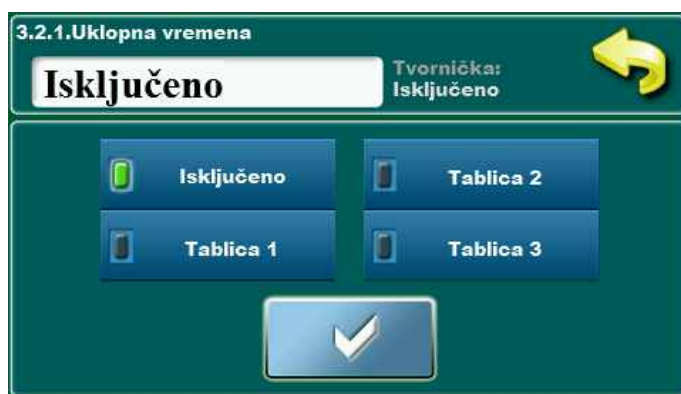 3.2.1.Uklopna vremena
Isključeno
Tvornička:
Isključeno
Isključeno
Tablica 2
Tablica 1
Tablica 3